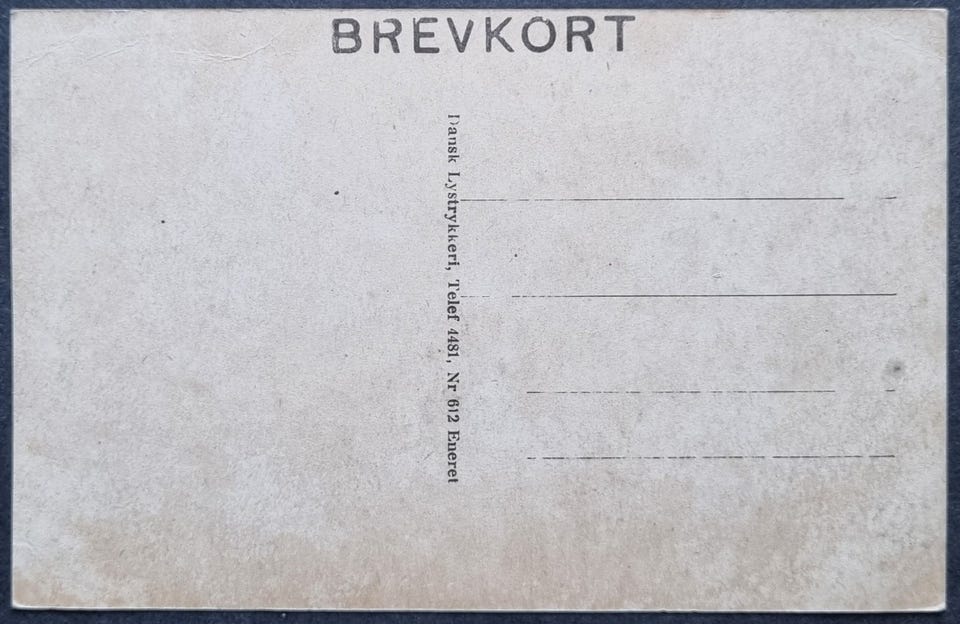 BREVKORT
Dansk Lystrykkeri, Telef 4481, Nr 612 Eneret